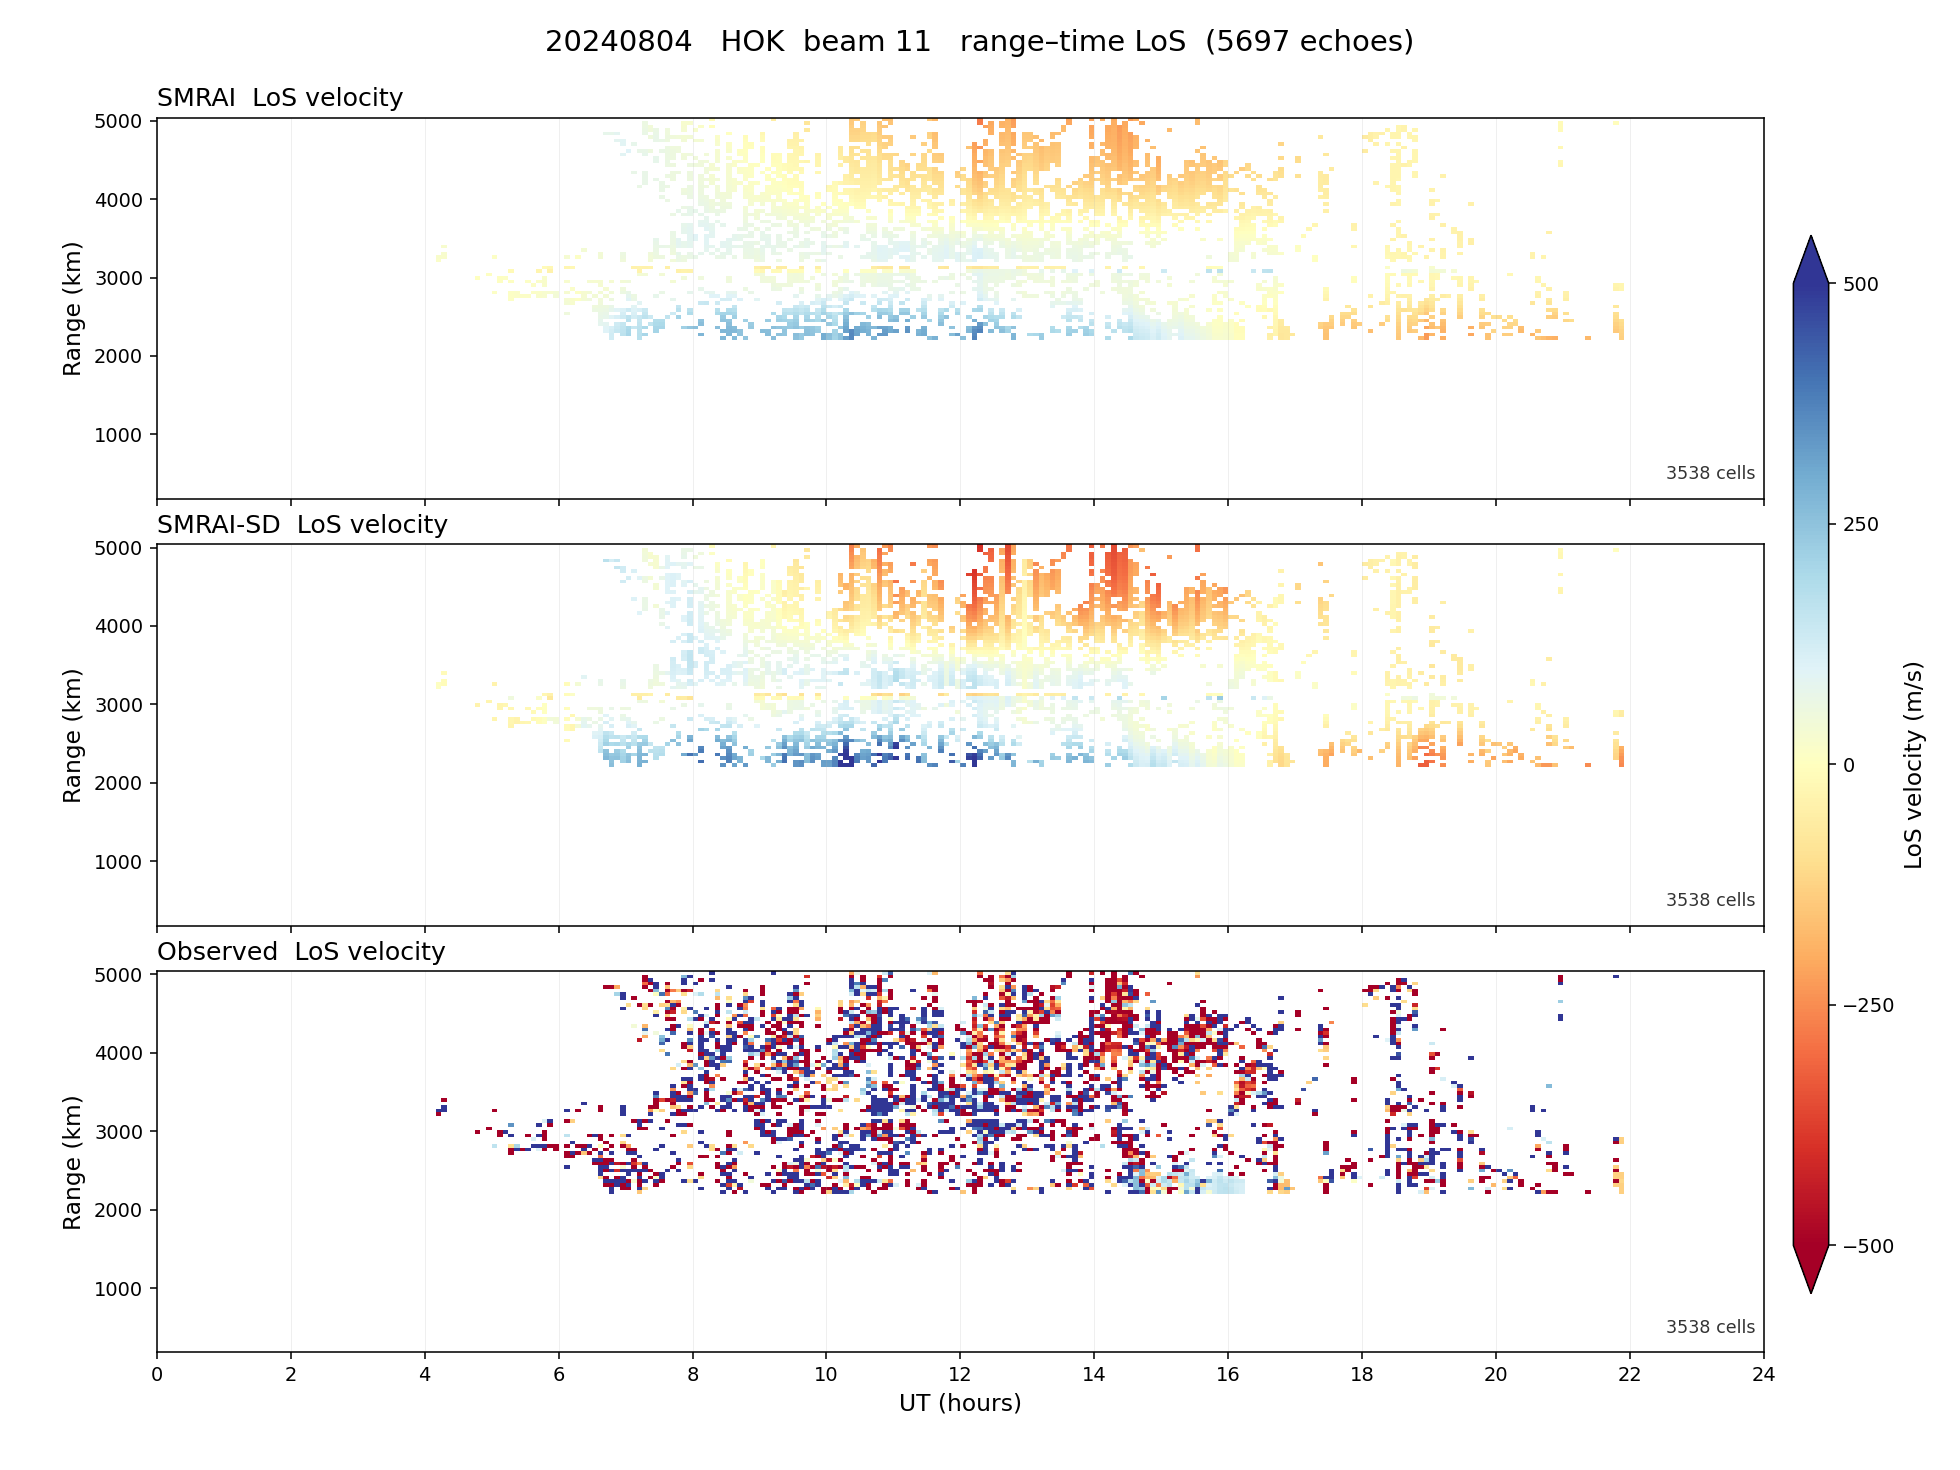 20240804   HOK  beam 11   range–time LoS  (5697 echoes)
SMRAI  LoS velocity
5000
4000
3000
2000
1000
Range (km)
3538 cells
SMRAI-SD  LoS velocity
5000
4000
3000
2000
1000
Range (km)
3538 cells
Observed  LoS velocity
5000
4000
3000
2000
1000
Range (km)
3538 cells
0 2 4 6 8 10 12 14 16 18 20 22 24
UT (hours)
500
250
0
−250
−500
LoS velocity (m/s)